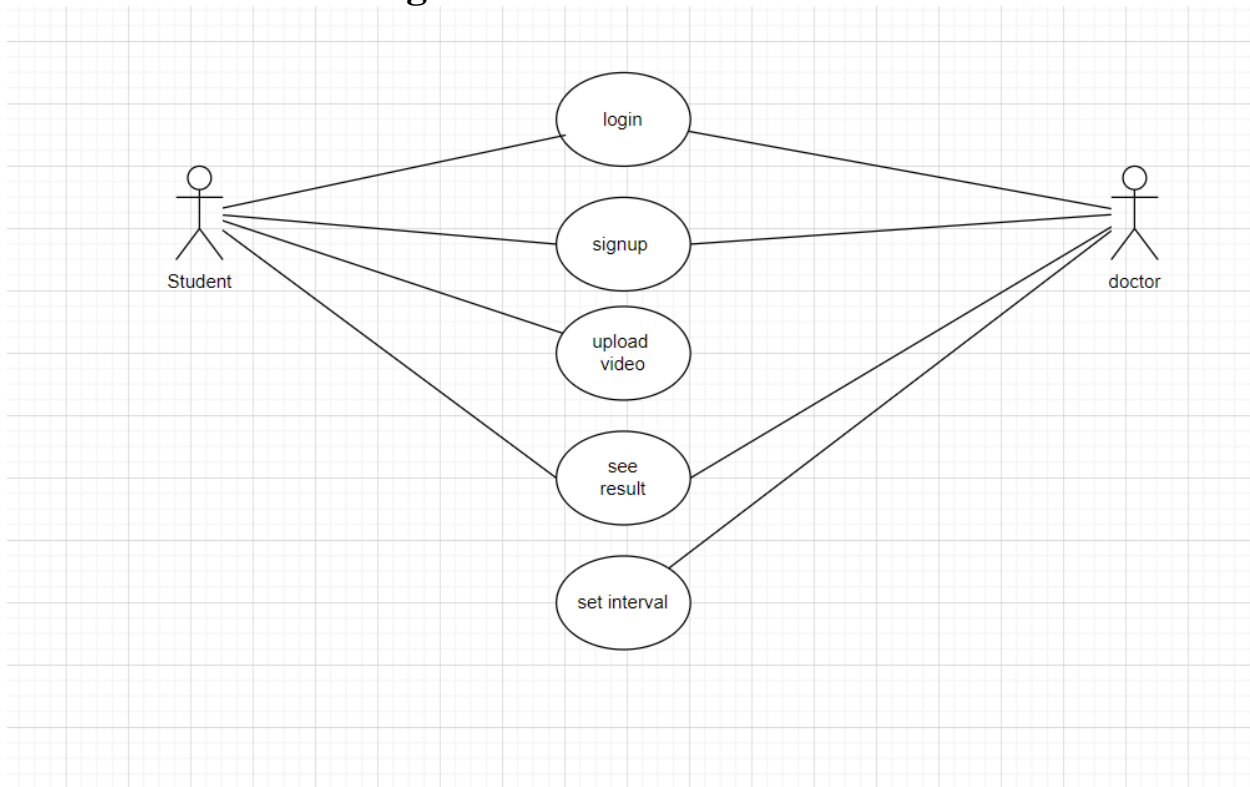 g
login
signup
Student
doctor
upload
video
see
result
set interval